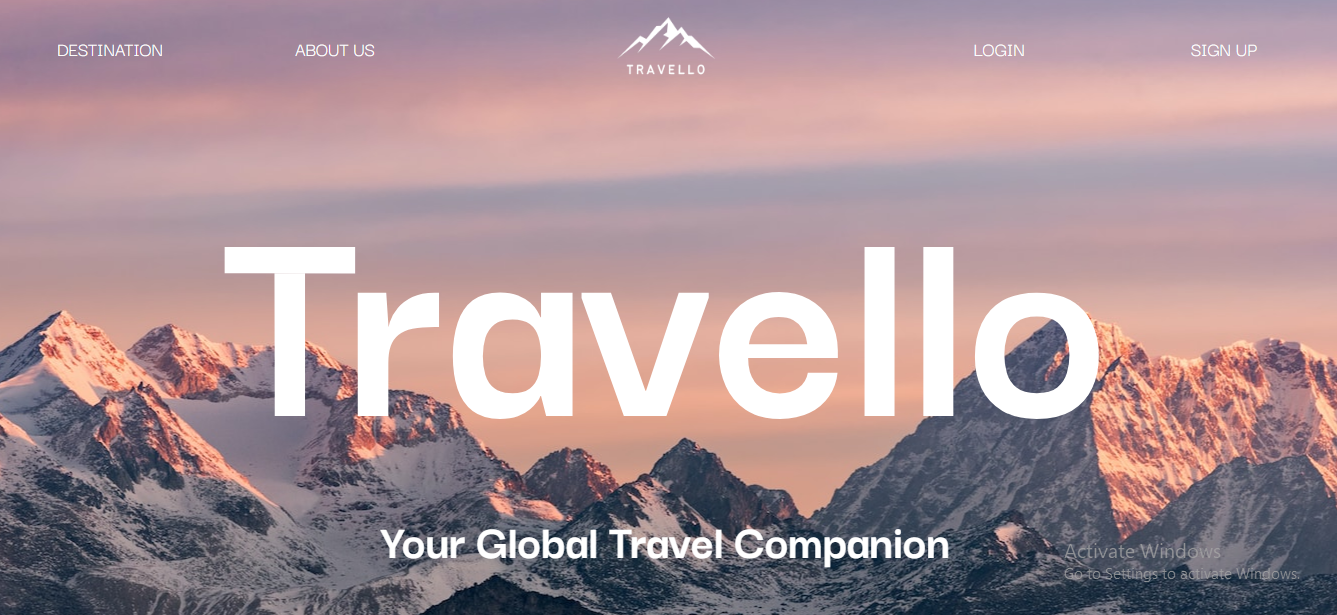 DESTINATION
ABOUT US
TRAVELLO
LOGIN
SIGN UP
Travello
Your Global Travel Companion
Activate Windows
Go to Settings to activate Windows.